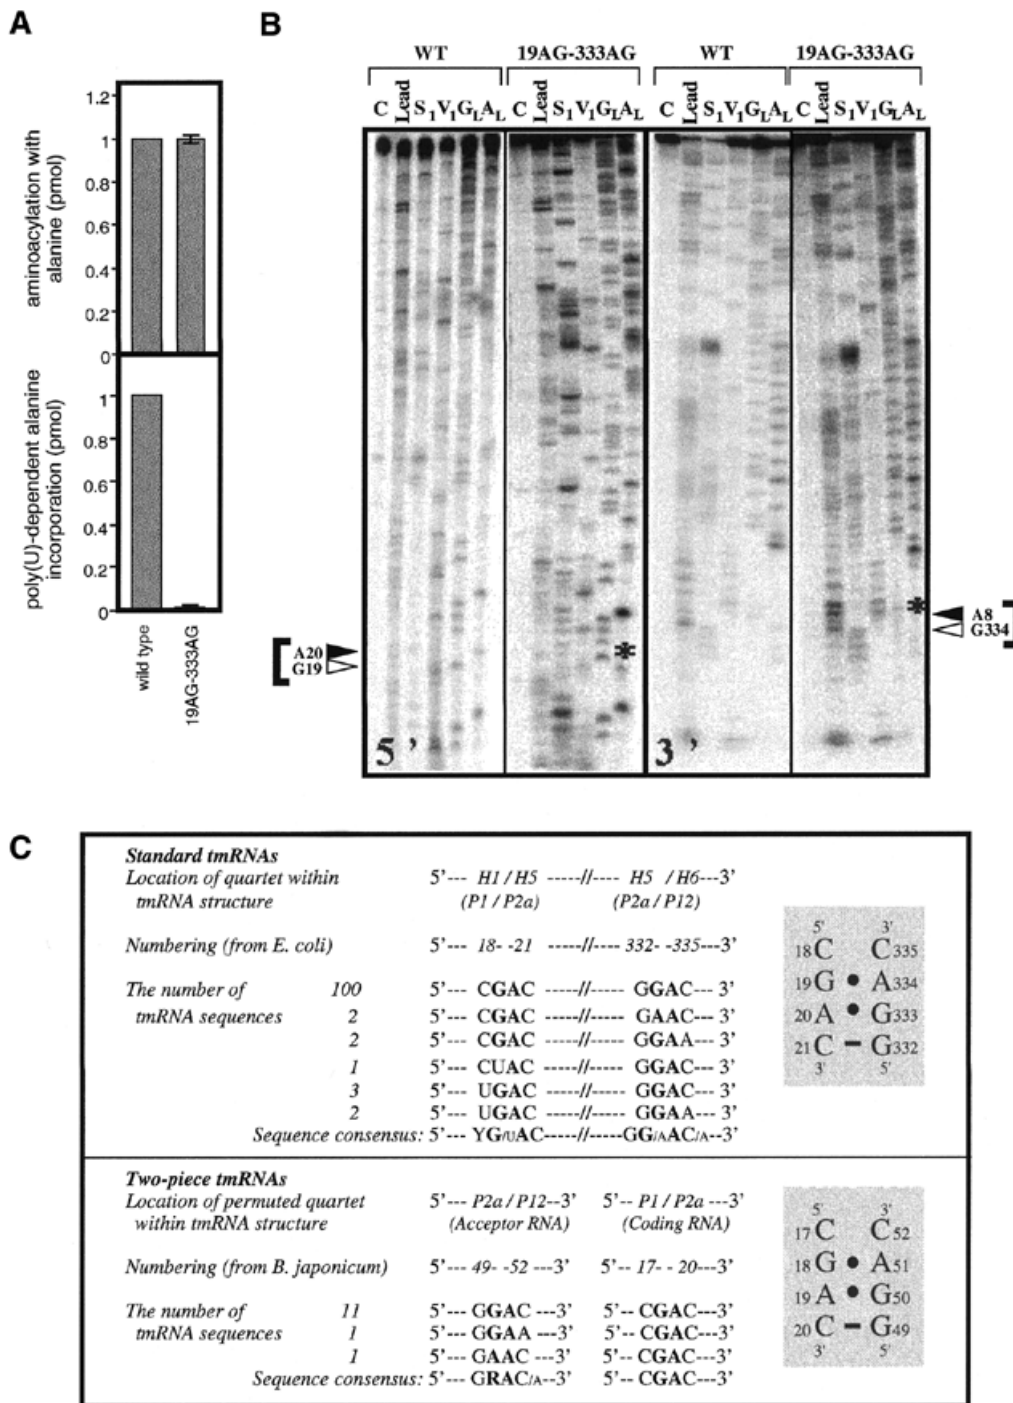 A
aminoacylation with
alanine (pmol)
1.2
1
0.8
0.6
0.4
0.2
0
poly(U)-dependent alanine
incorporation (pmol)
1
0.8
0.6
0.4
0.2
0
wild type
19AG-333AG
B
WT 19AG-333AG WT 19AG-333AG
C Lead S1 V1 GL AL C Lead S1 V1 GL AL C Lead S1 V1 GL AL C Lead S1 V1 GL AL
A20
G19
*
*
A8
G334
5' 3'
C
Standard tmRNAs
Location of quartet within 5'--- H1 / H5 -----//---- H5 / H6---3'
tmRNA structure (P1 / P2a) (P2a / P12)
Numbering (from E. coli) 5'--- 18- -21 -----//---- 332- -335---3'
The number of 100 5'--- CGAC -----//---- GGAC--- 3'
tmRNA sequences 2 5'--- CGAC -----//---- GAAC--- 3'
2 5'--- CGAC -----//---- GGAA--- 3'
1 5'--- CUAC -----//---- GGAC--- 3'
3 5'--- UGAC -----//---- GGAC--- 3'
2 5'--- UGAC -----//---- GGAA--- 3'
Sequence consensus: 5'--- YG/UAC-----//----GG/AAC/A--3'
5' 3'
18C C335
19G • A334
20A • G333
21C - G332
3' 5'
Two-piece tmRNAs
Location of permuted quartet 5'--- P2a / P12--3' 5'-- P1 / P2a ---3'
within tmRNA structure (Acceptor RNA) (Coding RNA)
Numbering (from B. japonicum) 5'--- 49- -52 ---3' 5'-- 17- - 20---3'
The number of 11 5'--- GGAC ---3' 5'-- CGAC ---3'
tmRNA sequences 1 5'--- GGAA ---3' 5'-- CGAC ---3'
1 5'--- GAAC ---3' 5'-- CGAC ---3'
Sequence consensus: 5'--- GRAC/A---3' 5'-- CGAC ---3'
5' 3'
17C C52
18G • A51
19A • G50
20C - G49
3' 5'